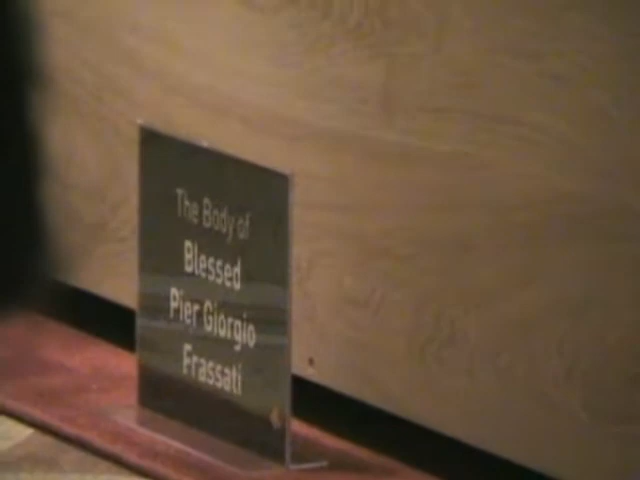 The Body of
Blessed
Pier Giorgio
Frassati